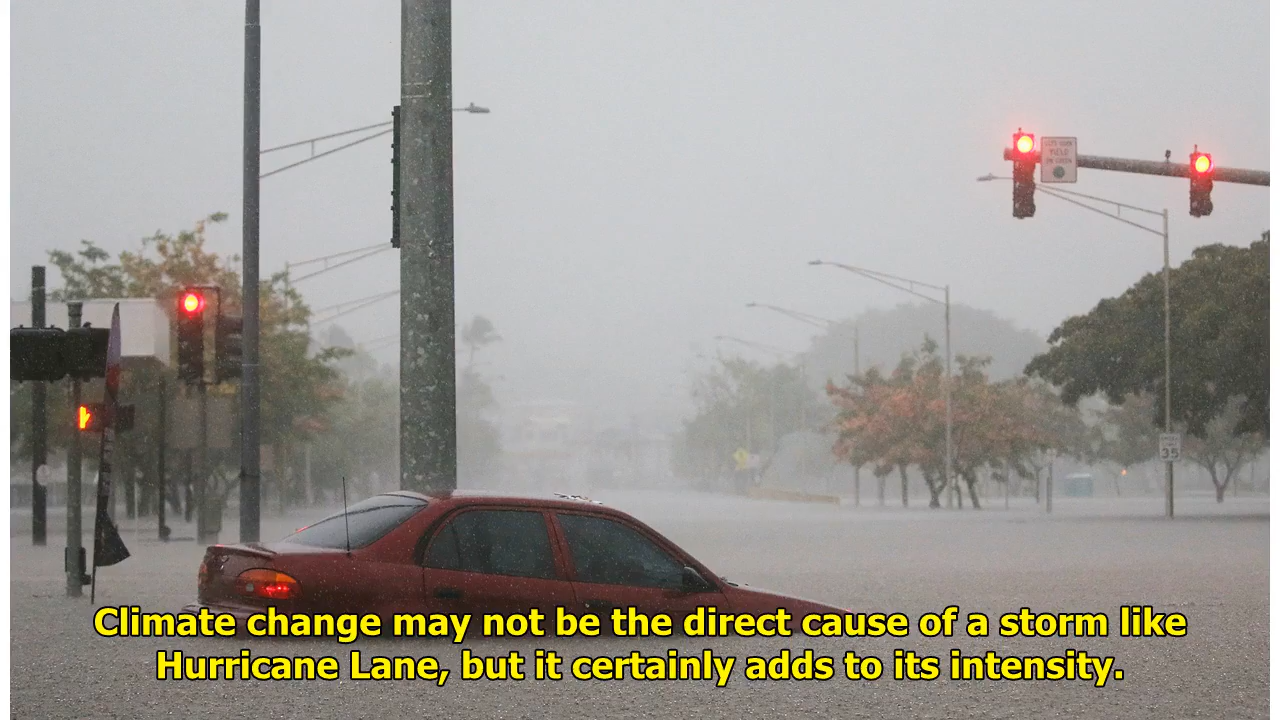 YIELD
35
Climate change may not be the direct cause of a storm like
Hurricane Lane, but it certainly adds to its intensity.